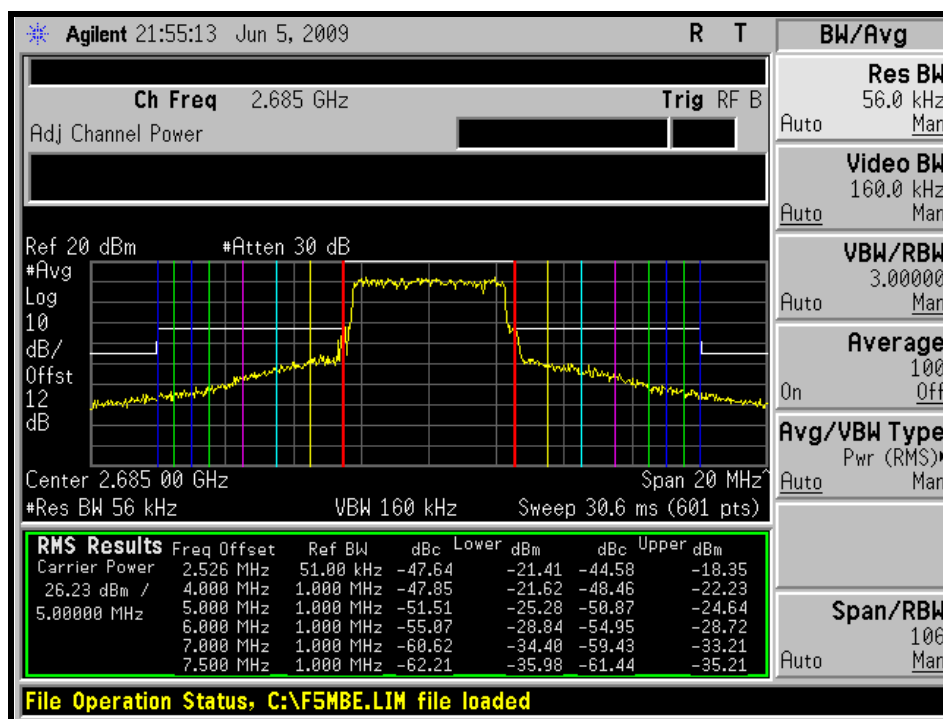 Agilent 21:55:13 Jun 5, 2009 R T
Ch Freq 2.685 GHz Trig RF B
Adj Channel Power
Ref 20 dBm #Atten 30 dB
#Avg
Log
10
dB/
Offst
12
dB
Center 2.685 00 GHz Span 20 MHz^
#Res BW 56 kHz VBW 160 kHz Sweep 30.6 ms (601 pts)
RMS Results Freq Offset Ref BW dBc Lower dBm dBc Upper dBm
Carrier Power 2.526 MHz 51.00 kHz -47.64 -21.41 -44.58 -18.35
26.23 dBm / 4.000 MHz 1.000 MHz -47.85 -21.62 -48.46 -22.23
5.00000 MHz 5.000 MHz 1.000 MHz -51.51 -25.28 -50.87 -24.64
6.000 MHz 1.000 MHz -55.07 -28.84 -54.95 -28.72
7.000 MHz 1.000 MHz -60.62 -34.40 -59.43 -33.21
7.500 MHz 1.000 MHz -62.21 -35.98 -61.44 -35.21
File Operation Status, C:\F5MBE.LIM file loaded
BW/Avg
Res BW
56.0 kHz
Auto Man
Video BW
160.0 kHz
Auto Man
VBW/RBW
3.00000
Auto Man
Average
100
On Off
Avg/VBW Type
Pwr (RMS)
Auto Man
Span/RBW
106
Auto Man